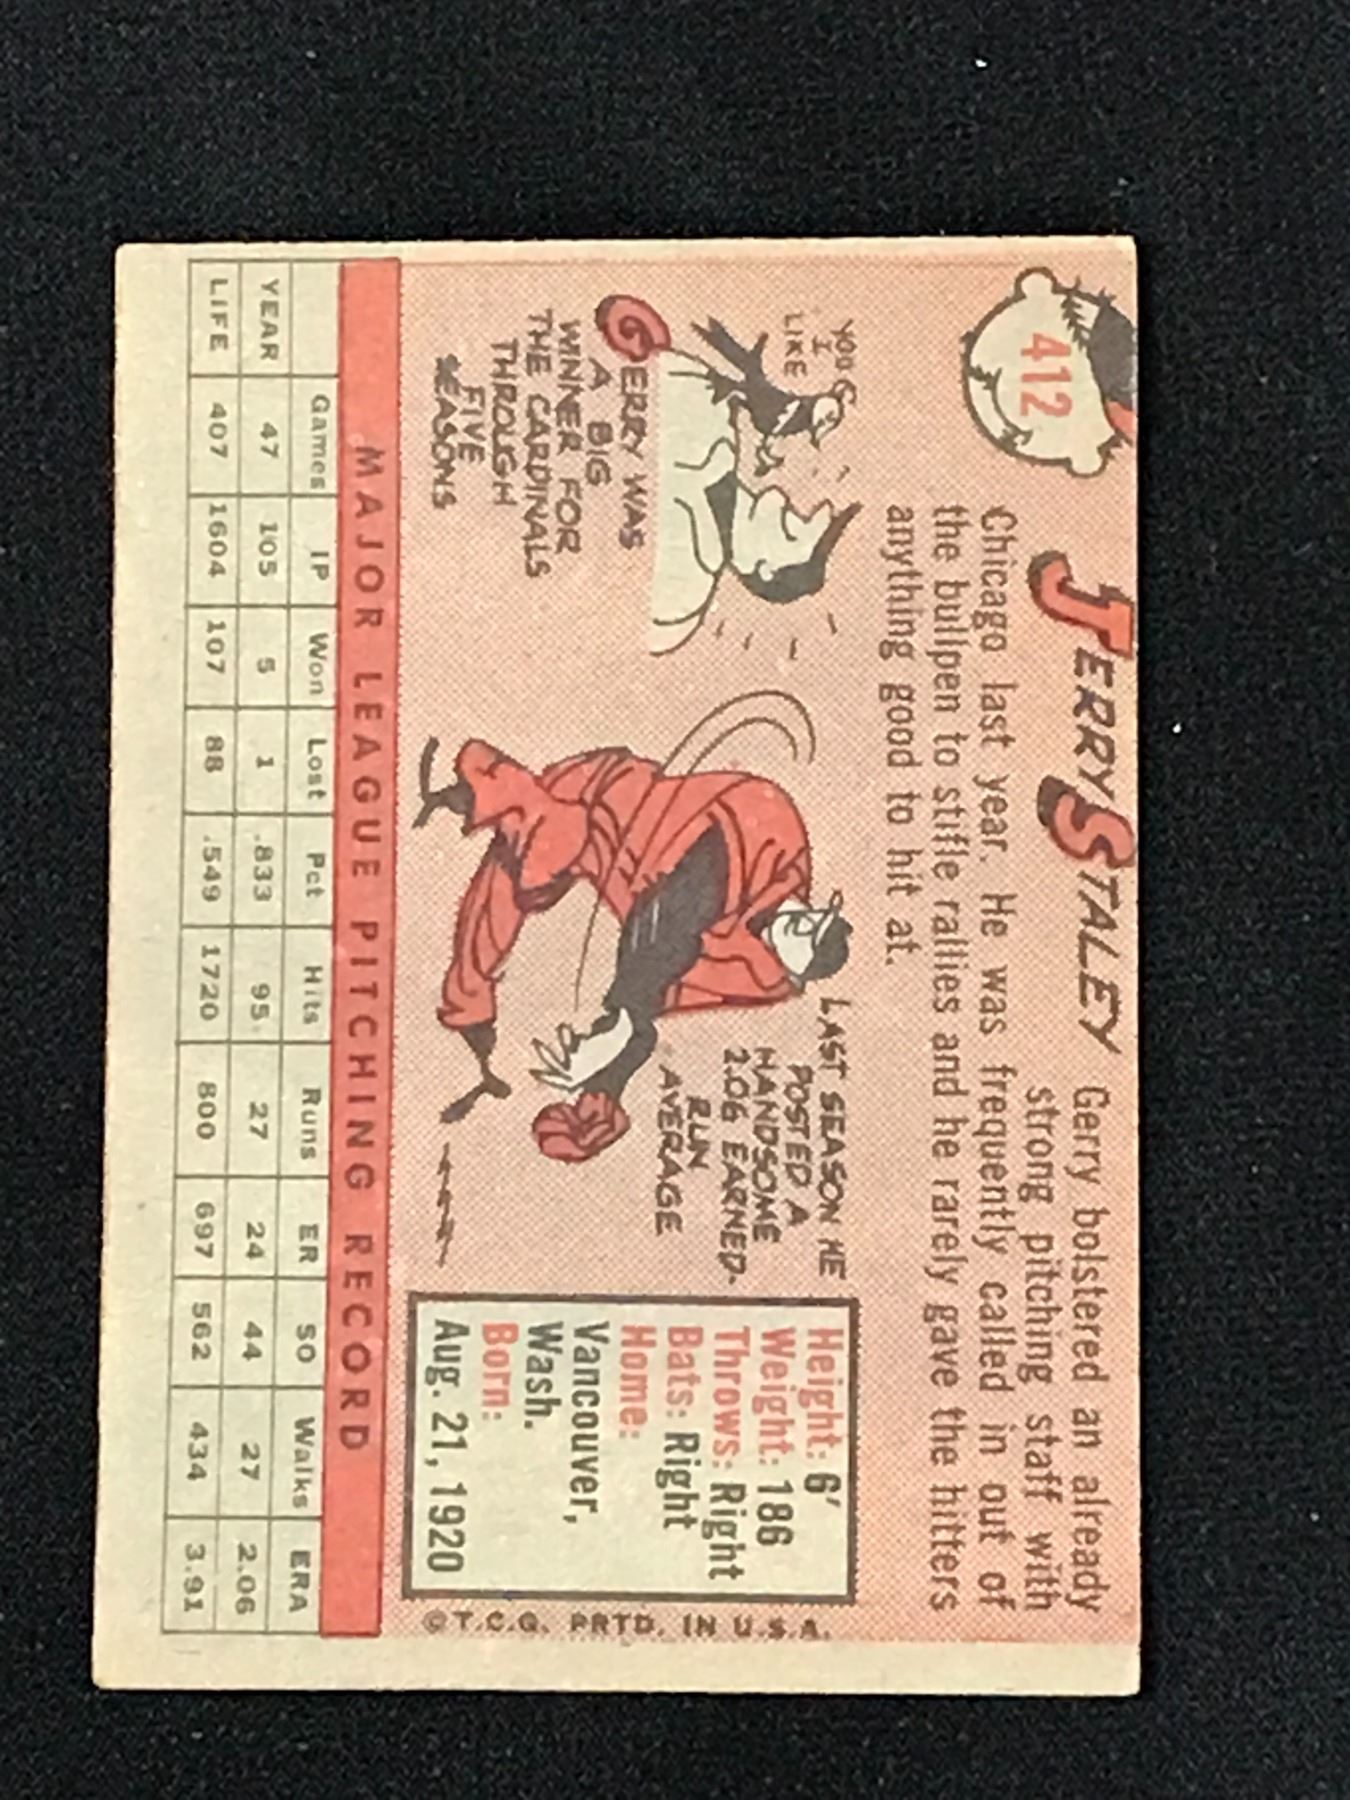 412
JERRY STALEY
Gerry bolstered an already
strong pitching staff with
Chicago last year. He was frequently called in out of
the bullpen to stifle rallies and he rarely gave the hitters
anything good to hit at.
YOU
I
LIKE
GERRY WAS
A BIG
WINNER FOR
THE CARDINALS
THROUGH
FIVE
SEASONS
LAST SEASON HE
POSTED A
HANDSOME
2.06 EARNED-
RUN
AVERAGE
Height: 6'
Weight: 186
Throws: Right
Bats: Right
Home:
Vancouver,
Wash.
Born:
Aug. 21, 1920
© T.C.G. PRTD. IN U.S.A.
MAJOR LEAGUE PITCHING RECORD
Games IP Won Lost Pct Hits Runs ER SO Walks ERA
YEAR 47 105 5 1 .833 95 27 24 44 27 2.06
LIFE 407 1604 107 88 .549 1720 800 697 562 434 3.91